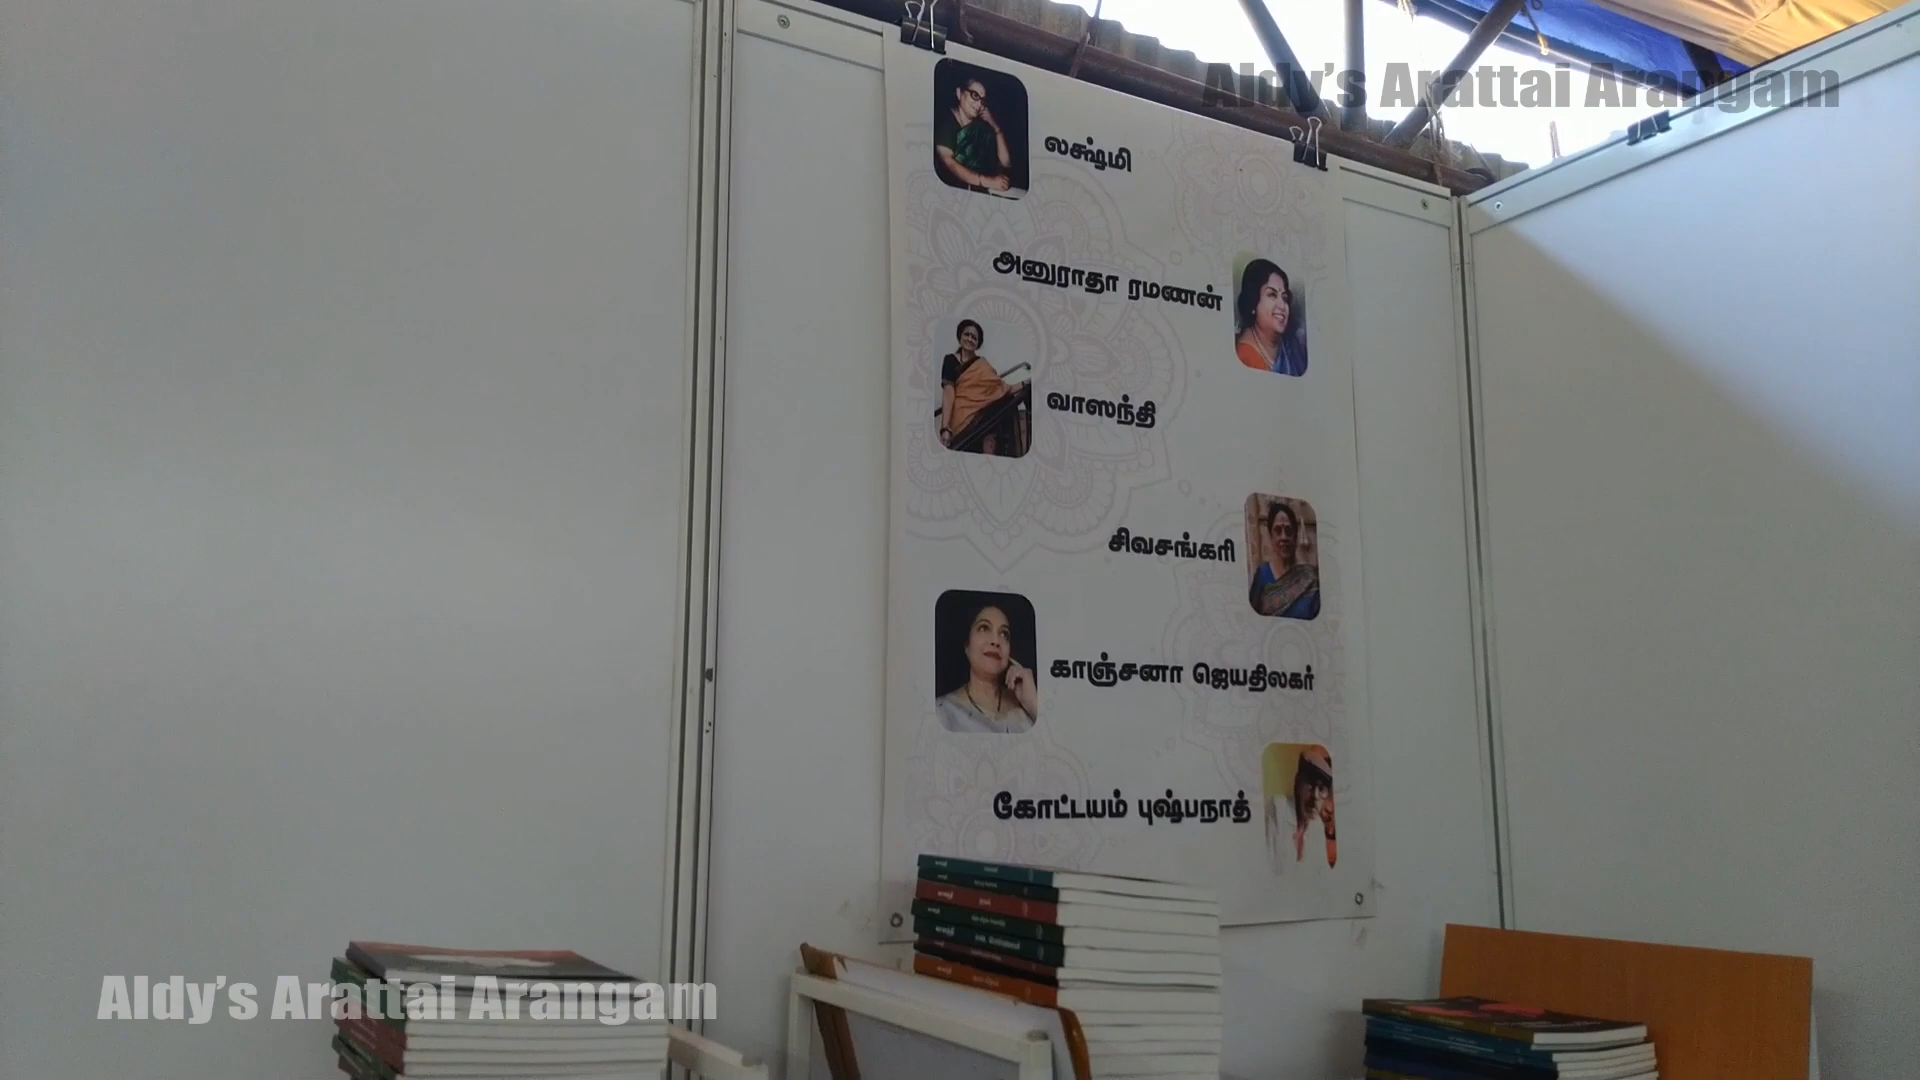 Aldy's Arattai Arangam
லக்ஷ்மி
அனுராதா ரமணன்
வாஸந்தி
சிவசங்கரி
காஞ்சனா ஜெயதிலகர்
கோட்டயம் புஷ்பநாத்
Aldy's Arattai Arangam